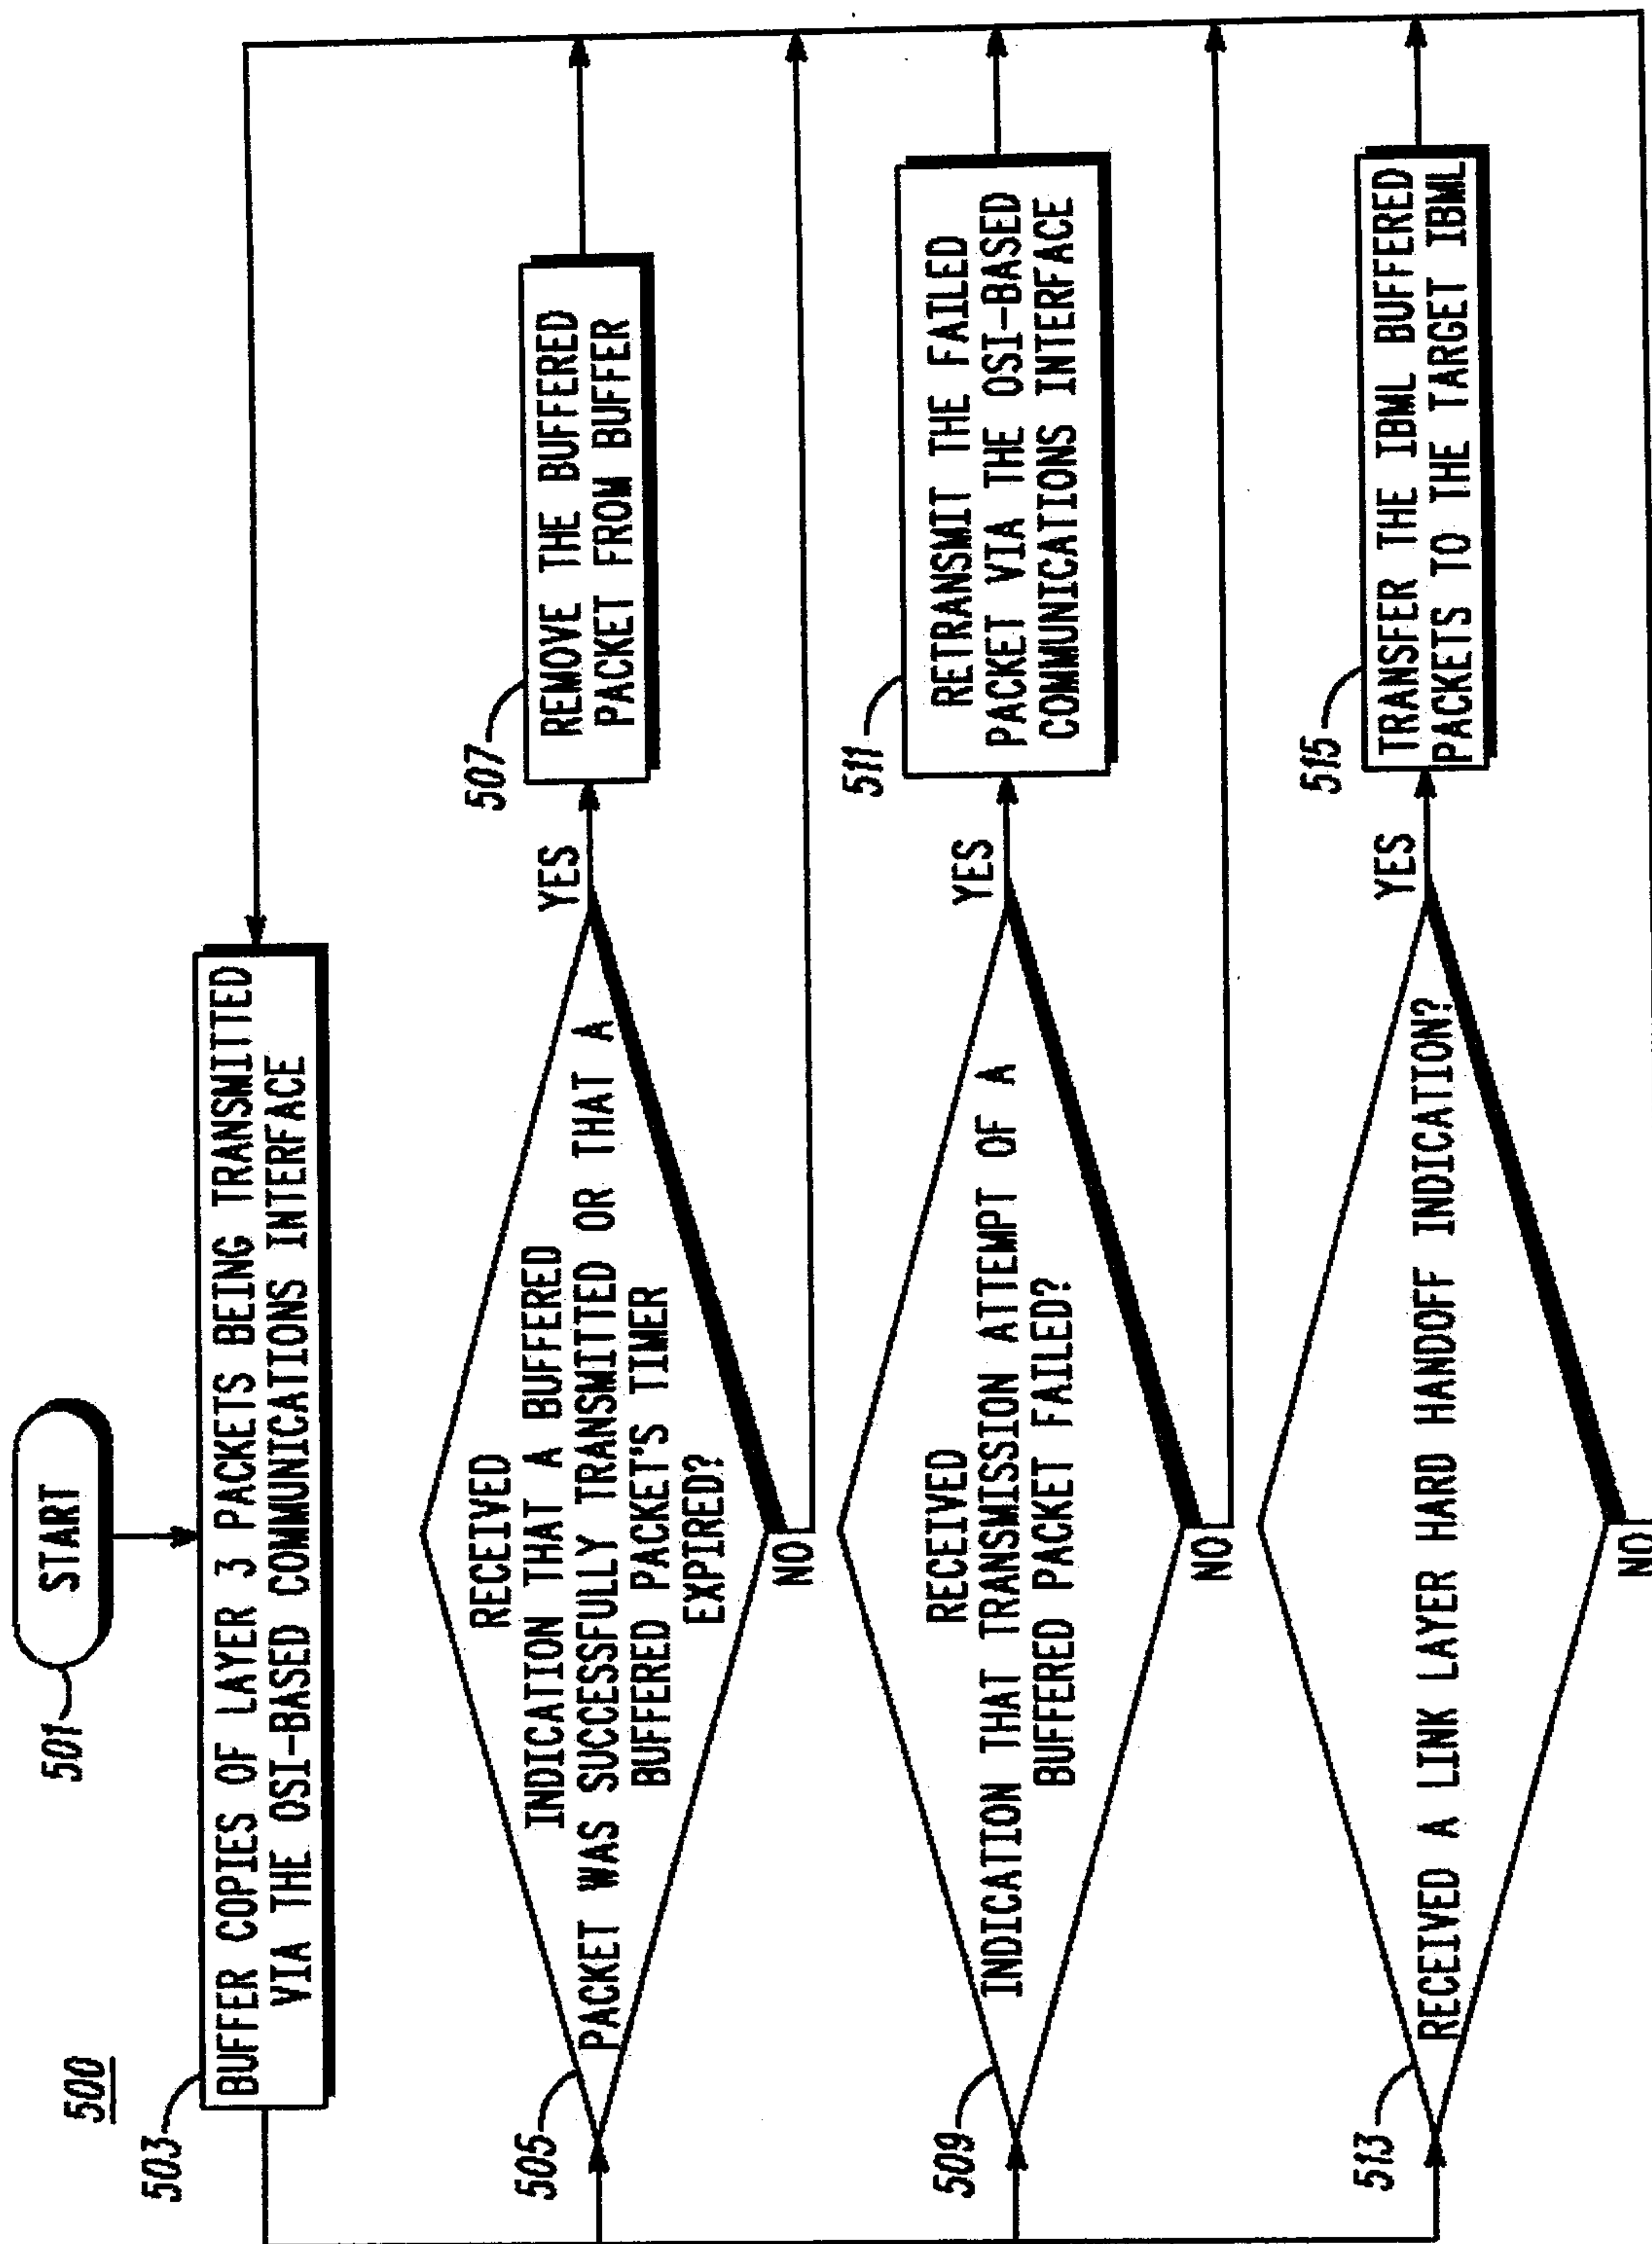 500
501
START
503
BUFFER COPIES OF LAYER 3 PACKETS BEING TRANSMITTED
VIA THE OSI-BASED COMMUNICATIONS INTERFACE
505
RECEIVED
INDICATION THAT A BUFFERED
PACKET WAS SUCCESSFULLY TRANSMITTED OR THAT A
BUFFERED PACKET'S TIMER
EXPIRED?
YES
NO
507
REMOVE THE BUFFERED
PACKET FROM BUFFER
509
RECEIVED
INDICATION THAT TRANSMISSION ATTEMPT OF A
BUFFERED PACKET FAILED?
YES
NO
511
RETRANSMIT THE FAILED
PACKET VIA THE OSI-BASED
COMMUNICATIONS INTERFACE
513
RECEIVED A LINK LAYER HARD HANDOFF INDICATION?
YES
NO
515
TRANSFER THE IBML BUFFERED
PACKETS TO THE TARGET IBML